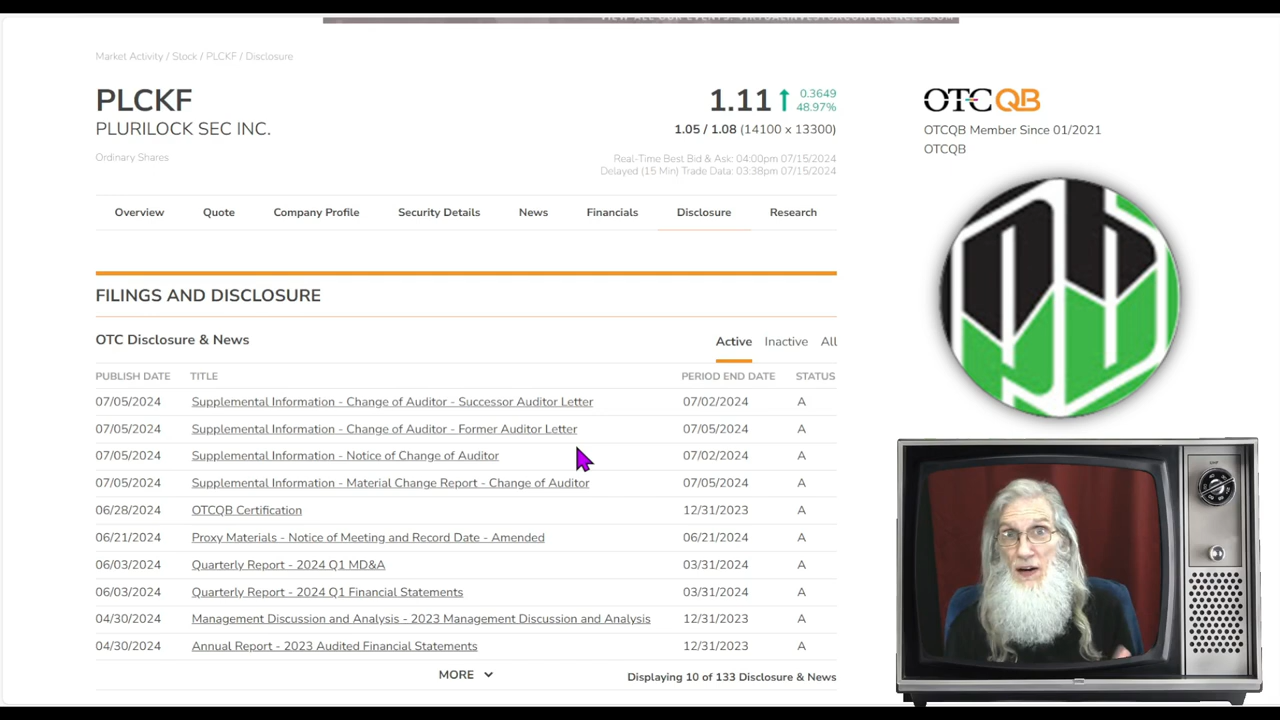 VIEW ALL OUR EVENTS: VIRTUALINVESTORCONFERENCES.COM
Market Activity / Stock / PLCKF / Disclosure
PLCKF
PLURILOCK SEC INC.
Ordinary Shares
1.11 ↑ 0.3649
48.97%
1.05 / 1.08 (14100 x 13300)
Real-Time Best Bid & Ask: 04:00pm 07/15/2024
Delayed (15 Min) Trade Data: 03:38pm 07/15/2024
OTCQB
OTCQB Member Since 01/2021
OTCQB
Overview Quote Company Profile Security Details News Financials Disclosure Research
FILINGS AND DISCLOSURE
OTC Disclosure & News
Active Inactive All
PUBLISH DATE TITLE PERIOD END DATE STATUS
07/05/2024 Supplemental Information - Change of Auditor - Successor Auditor Letter 07/02/2024 A
07/05/2024 Supplemental Information - Change of Auditor - Former Auditor Letter 07/05/2024 A
07/05/2024 Supplemental Information - Notice of Change of Auditor 07/02/2024 A
07/05/2024 Supplemental Information - Material Change Report - Change of Auditor 07/05/2024 A
06/28/2024 OTCQB Certification 12/31/2023 A
06/21/2024 Proxy Materials - Notice of Meeting and Record Date - Amended 06/21/2024 A
06/03/2024 Quarterly Report - 2024 Q1 MD&A 03/31/2024 A
06/03/2024 Quarterly Report - 2024 Q1 Financial Statements 03/31/2024 A
04/30/2024 Management Discussion and Analysis - 2023 Management Discussion and Analysis 12/31/2023 A
04/30/2024 Annual Report - 2023 Audited Financial Statements 12/31/2023 A
MORE
Displaying 10 of 133 Disclosure & News